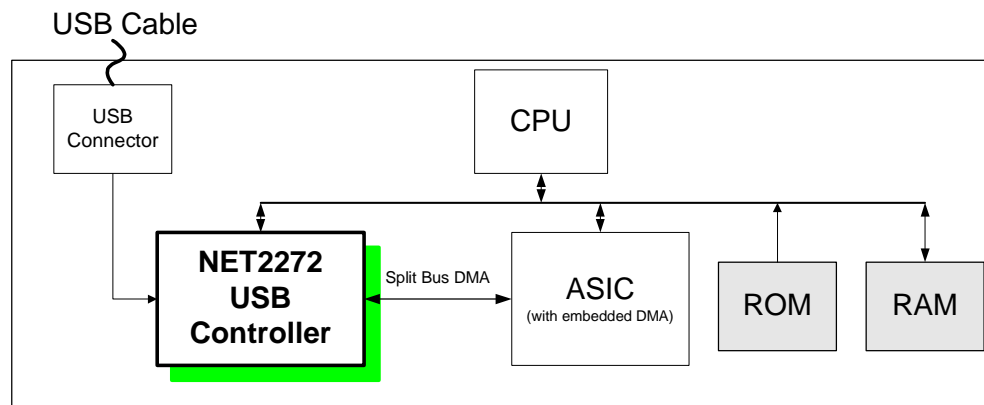 USB Cable
USB
Connector
CPU
NET2272
USB
Controller
Split Bus DMA
ASIC
(with embedded DMA)
ROM
RAM